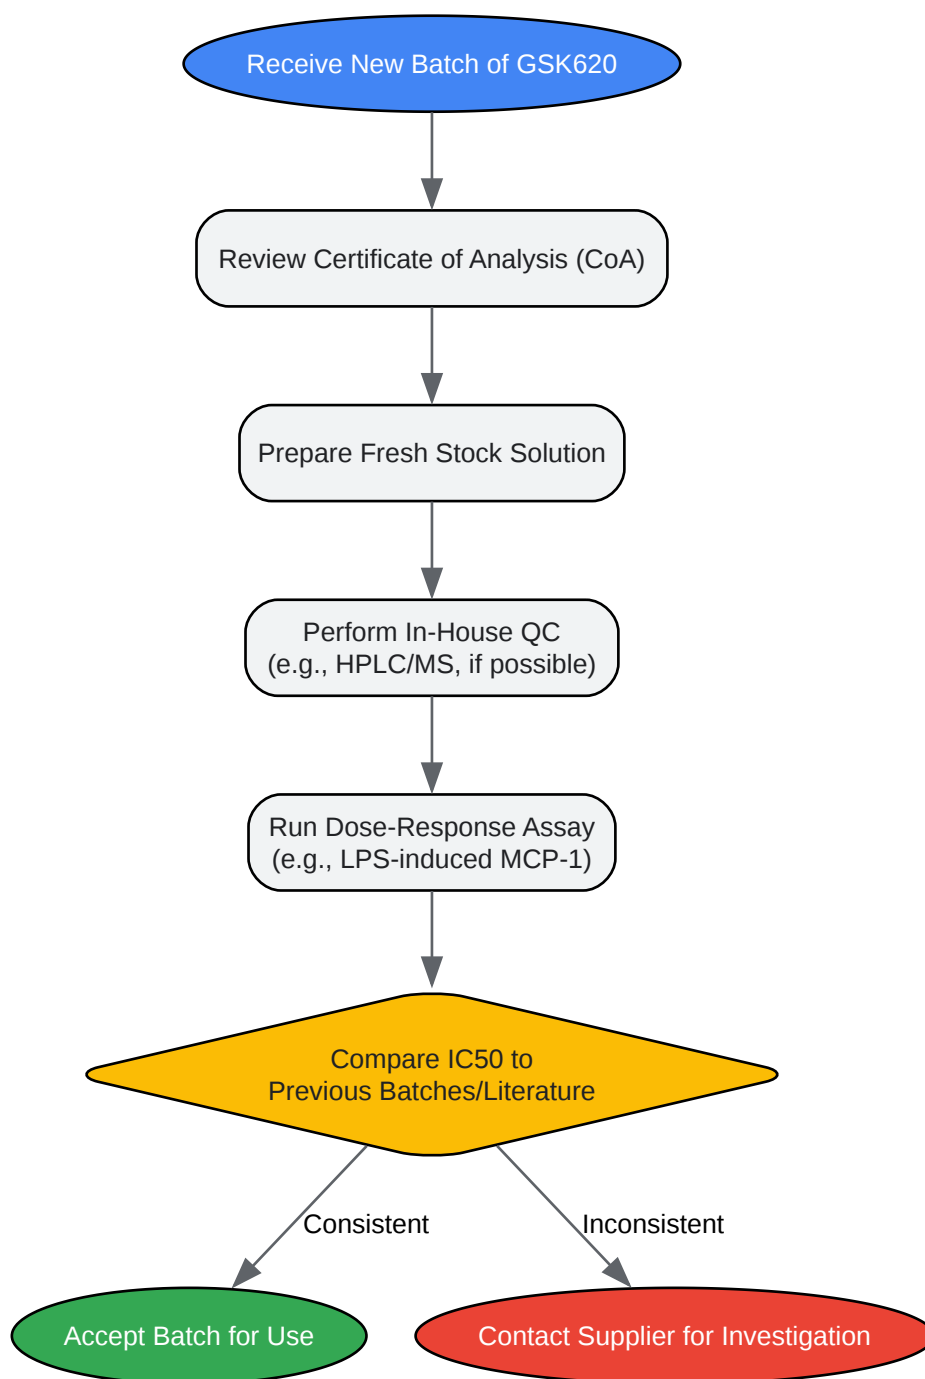 Receive New Batch of GSK620
Review Certificate of Analysis (CoA)
Prepare Fresh Stock Solution
Perform In-House QC
(e.g., HPLC/MS, if possible)
Run Dose-Response Assay
(e.g., LPS-induced MCP-1)
Compare IC50 to
Previous Batches/Literature
Consistent
Inconsistent
Accept Batch for Use
Contact Supplier for Investigation